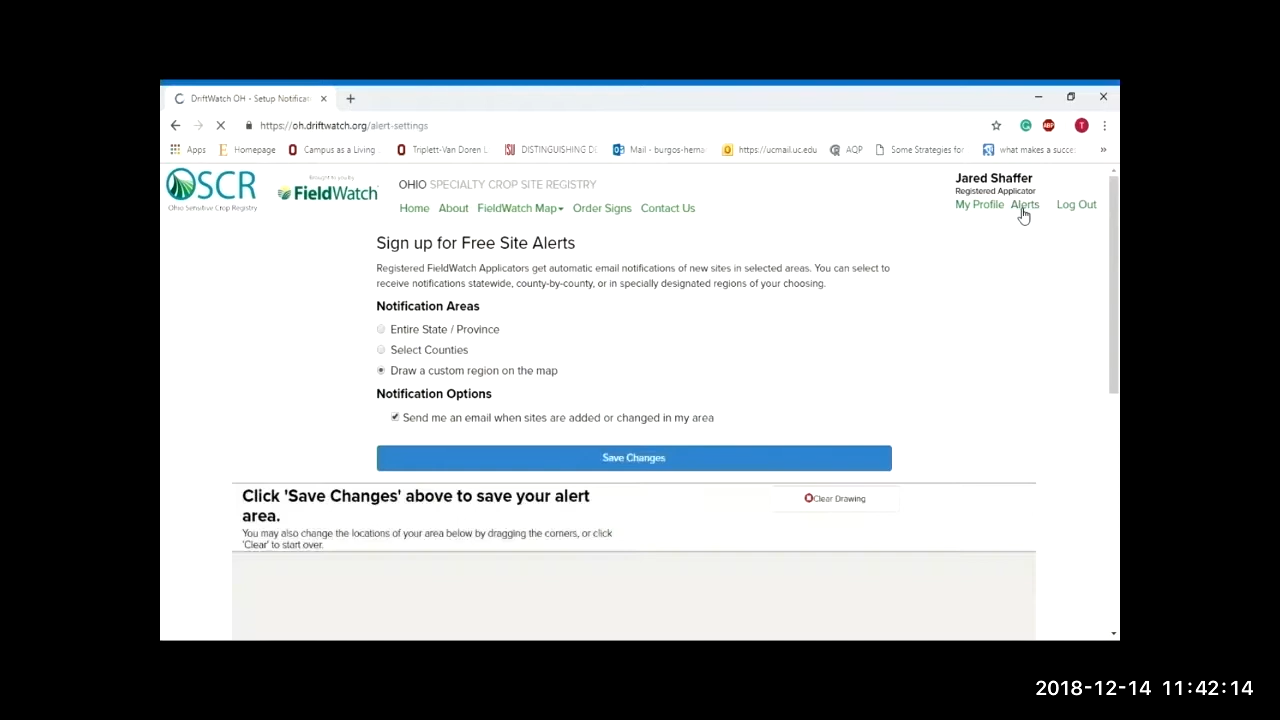 DriftWatch OH - Setup Notificat
https://oh.driftwatch.org/alert-settings
Apps
Homepage
Campus as a Living
Triplett-Van Doren L
DISTINGUISHING D
Mail - burgos-herna
https://ucmail.uc.edu
AQP
Some Strategies for
what makes a succe
»
OSCR
Ohio Sensitive Crop Registry
Brought to you by
FieldWatch
OHIO SPECIALTY CROP SITE REGISTRY
Home About FieldWatch Map Order Signs Contact Us
Jared Shaffer
Registered Applicator
My Profile Alerts Log Out
Sign up for Free Site Alerts
Registered FieldWatch Applicators get automatic email notifications of new sites in selected areas. You can select to
receive notifications statewide, county-by-county, or in specially designated regions of your choosing.
Notification Areas
Entire State / Province
Select Counties
Draw a custom region on the map
Notification Options
Send me an email when sites are added or changed in my area
Save Changes
Click 'Save Changes' above to save your alert
area.
You may also change the locations of your area below by dragging the corners, or click
'Clear' to start over.
Clear Drawing
2018-12-14 11:42:14